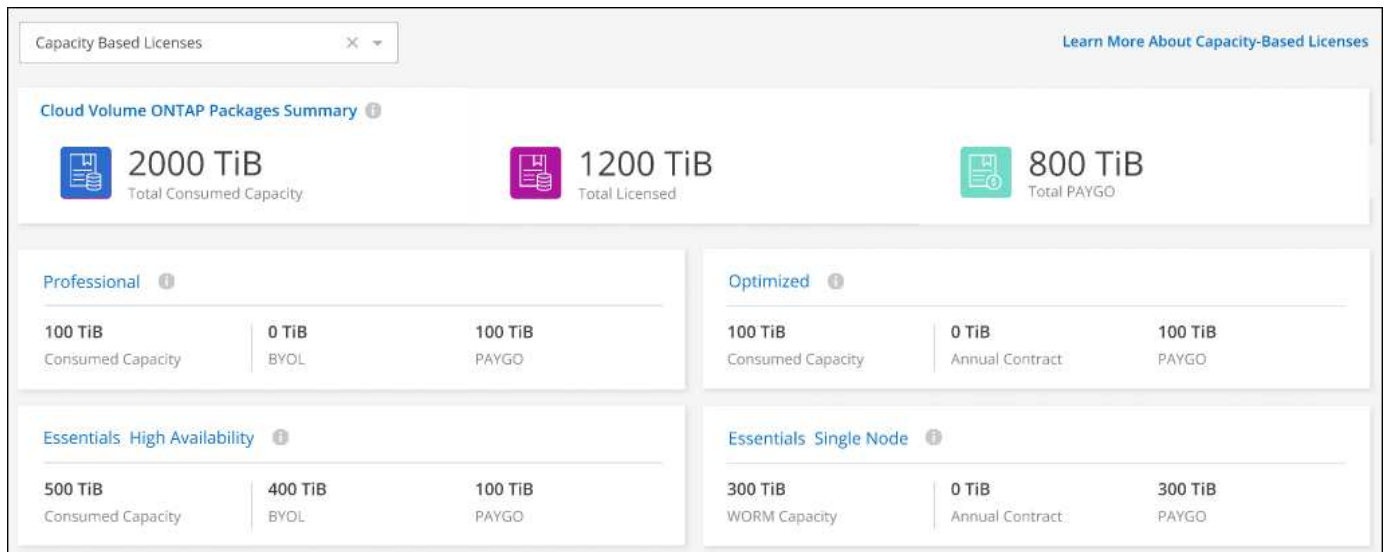 Capacity Based Licenses
Learn More About Capacity-Based Licenses
Cloud Volume ONTAP Packages Summary
2000 TiB
Total Consumed Capacity
1200 TiB
Total Licensed
800 TiB
Total PAYGO
Professional
100 TiB 0 TiB 100 TiB
Consumed Capacity BYOL PAYGO
Optimized
100 TiB 0 TiB 100 TiB
Consumed Capacity Annual Contract PAYGO
Essentials High Availability
500 TiB 400 TiB 100 TiB
Consumed Capacity BYOL PAYGO
Essentials Single Node
300 TiB 0 TiB 300 TiB
WORM Capacity Annual Contract PAYGO